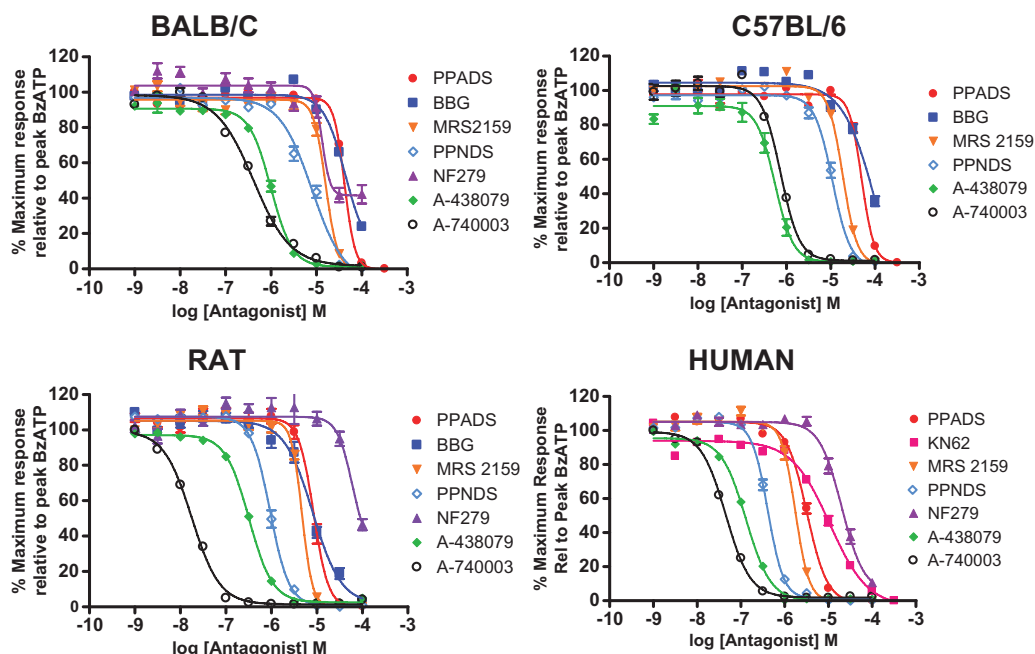 BALB/C
% Maximum response
relative to peak BzATP
120
100
80
60
40
20
0
-10 -9 -8 -7 -6 -5 -4 -3
log [Antagonist] M
PPADS
BBG
MRS2159
PPNDS
NF279
A-438079
A-740003
C57BL/6
% Maximum response
relative to peak BzATP
120
100
80
60
40
20
0
-10 -9 -8 -7 -6 -5 -4 -3
log [Antagonist] M
PPADS
BBG
MRS 2159
PPNDS
A-438079
A-740003
RAT
% Maximum response
relative to peak BzATP
120
100
80
60
40
20
0
-10 -9 -8 -7 -6 -5 -4 -3
log [Antagonist] M
PPADS
BBG
MRS 2159
PPNDS
NF279
A-438079
A-740003
HUMAN
% Maximum Response
Rel to Peak BzATP
120
100
80
60
40
20
0
-10 -9 -8 -7 -6 -5 -4 -3
log [Antagonist] M
PPADS
KN62
MRS 2159
PPNDS
NF279
A-438079
A-740003